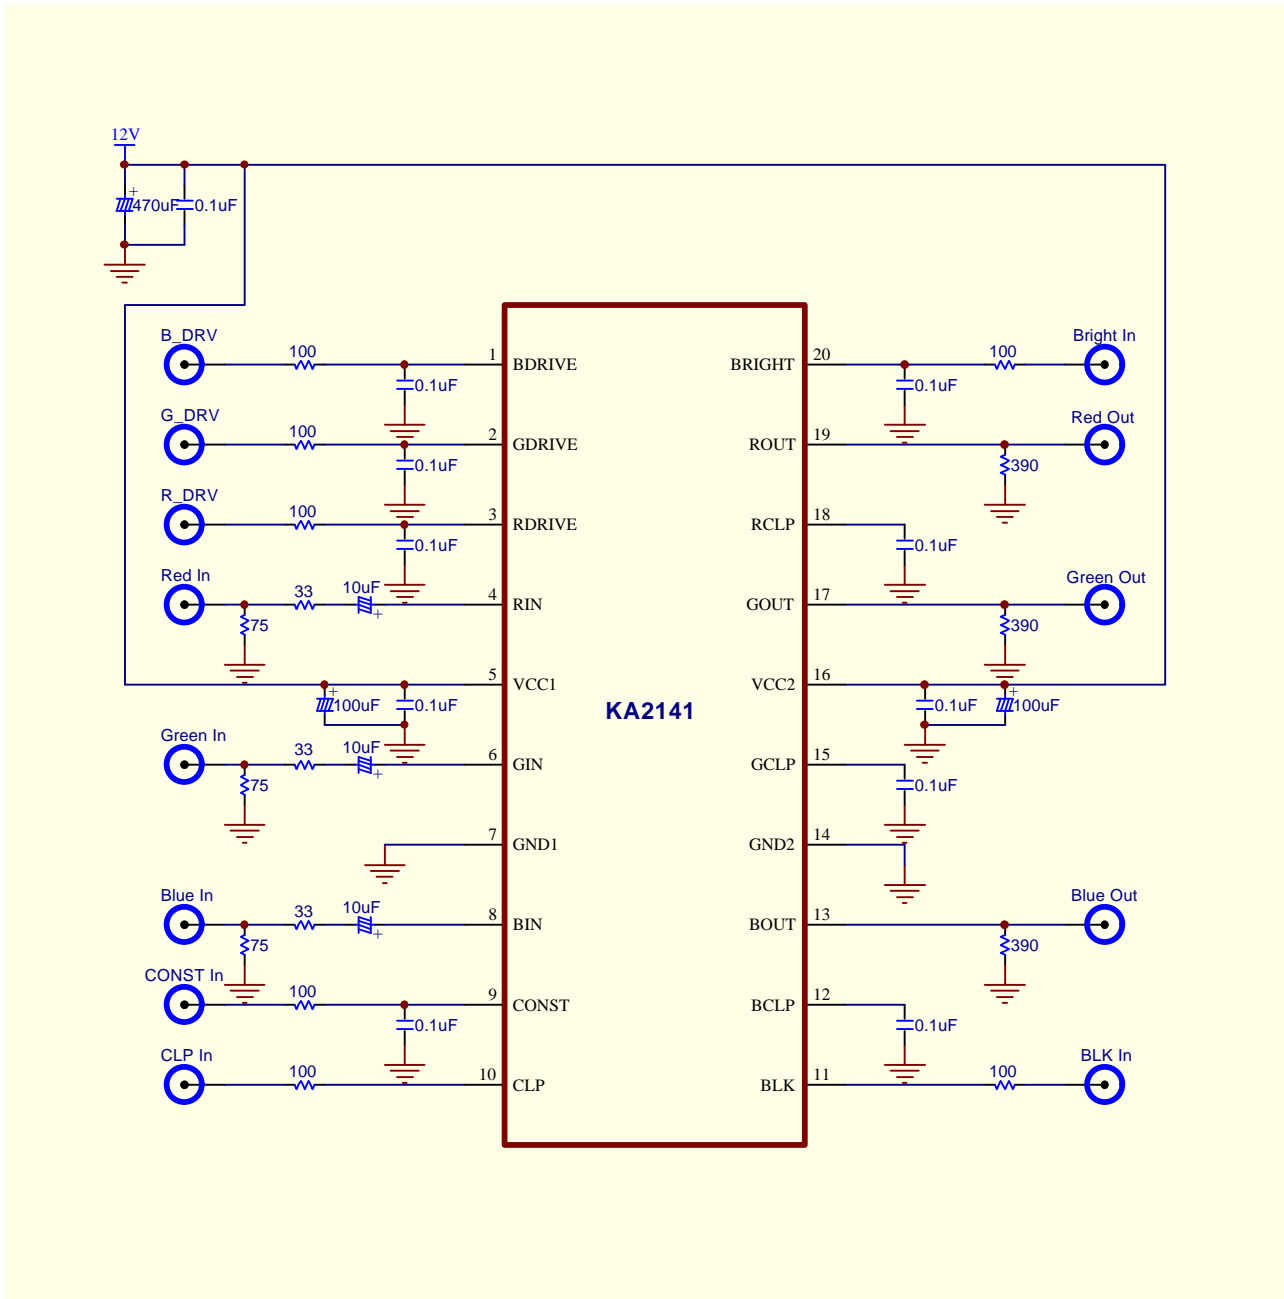 12V
+
470uF 0.1uF
B_DRV
100
1 BDRIVE
0.1uF
G_DRV
100
2 GDRIVE
0.1uF
R_DRV
100
3 RDRIVE
0.1uF
Red In
33
10uF
+
4 RIN
75
5 VCC1
+
100uF 0.1uF
Green In
33
10uF
+
6 GIN
75
7 GND1
Blue In
33
10uF
+
8 BIN
75
CONST In
100
9 CONST
0.1uF
CLP In
100
10 CLP
KA2141
BRIGHT 20
100
Bright In
0.1uF
ROUT 19
Red Out
390
RCLP 18
0.1uF
GOUT 17
Green Out
390
VCC2 16
+
0.1uF 100uF
GCLP 15
0.1uF
GND2 14
BOUT 13
Blue Out
390
BCLP 12
0.1uF
BLK 11
100
BLK In